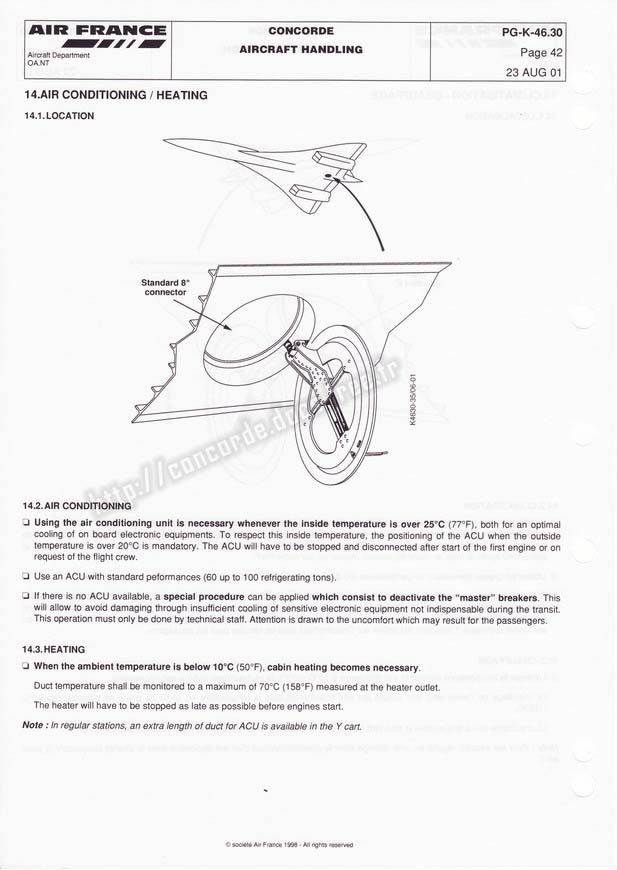 AIR FRANCE
Aircraft Department
OA.NT
CONCORDE
AIRCRAFT HANDLING
PG-K-46.30
Page 42
23 AUG 01
14.AIR CONDITIONING / HEATING
14.1.LOCATION
Standard 8"
connector
K4630-35/06-01
http://concorde.
.fr
14.2.AIR CONDITIONING
❑ Using the air conditioning unit is necessary whenever the inside temperature is over 25°C (77°F), both for an optimal
cooling of on board electronic equipments. To respect this inside temperature, the positioning of the ACU when the outside
temperature is over 20°C is mandatory. The ACU will have to be stopped and disconnected after start of the first engine or on
request of the flight crew.
❑ Use an ACU with standard peformances (60 up to 100 refrigerating tons).
❑ If there is no ACU available, a special procedure can be applied which consist to deactivate the “master” breakers. This
will allow to avoid damaging through insufficient cooling of sensitive electronic equipment not indispensable during the transit.
This operation must only be done by technical staff. Attention is drawn to the uncomfort which may result for the passengers.
14.3.HEATING
❑ When the ambient temperature is below 10°C (50°F), cabin heating becomes necessary.
Duct temperature shall be monitored to a maximum of 70°C (158°F) measured at the heater outlet.
The heater will have to be stopped as late as possible before engines start.
Note : In regular stations, an extra length of duct for ACU is available in the Y cart.
© société Air France 1998 - All rights reserved